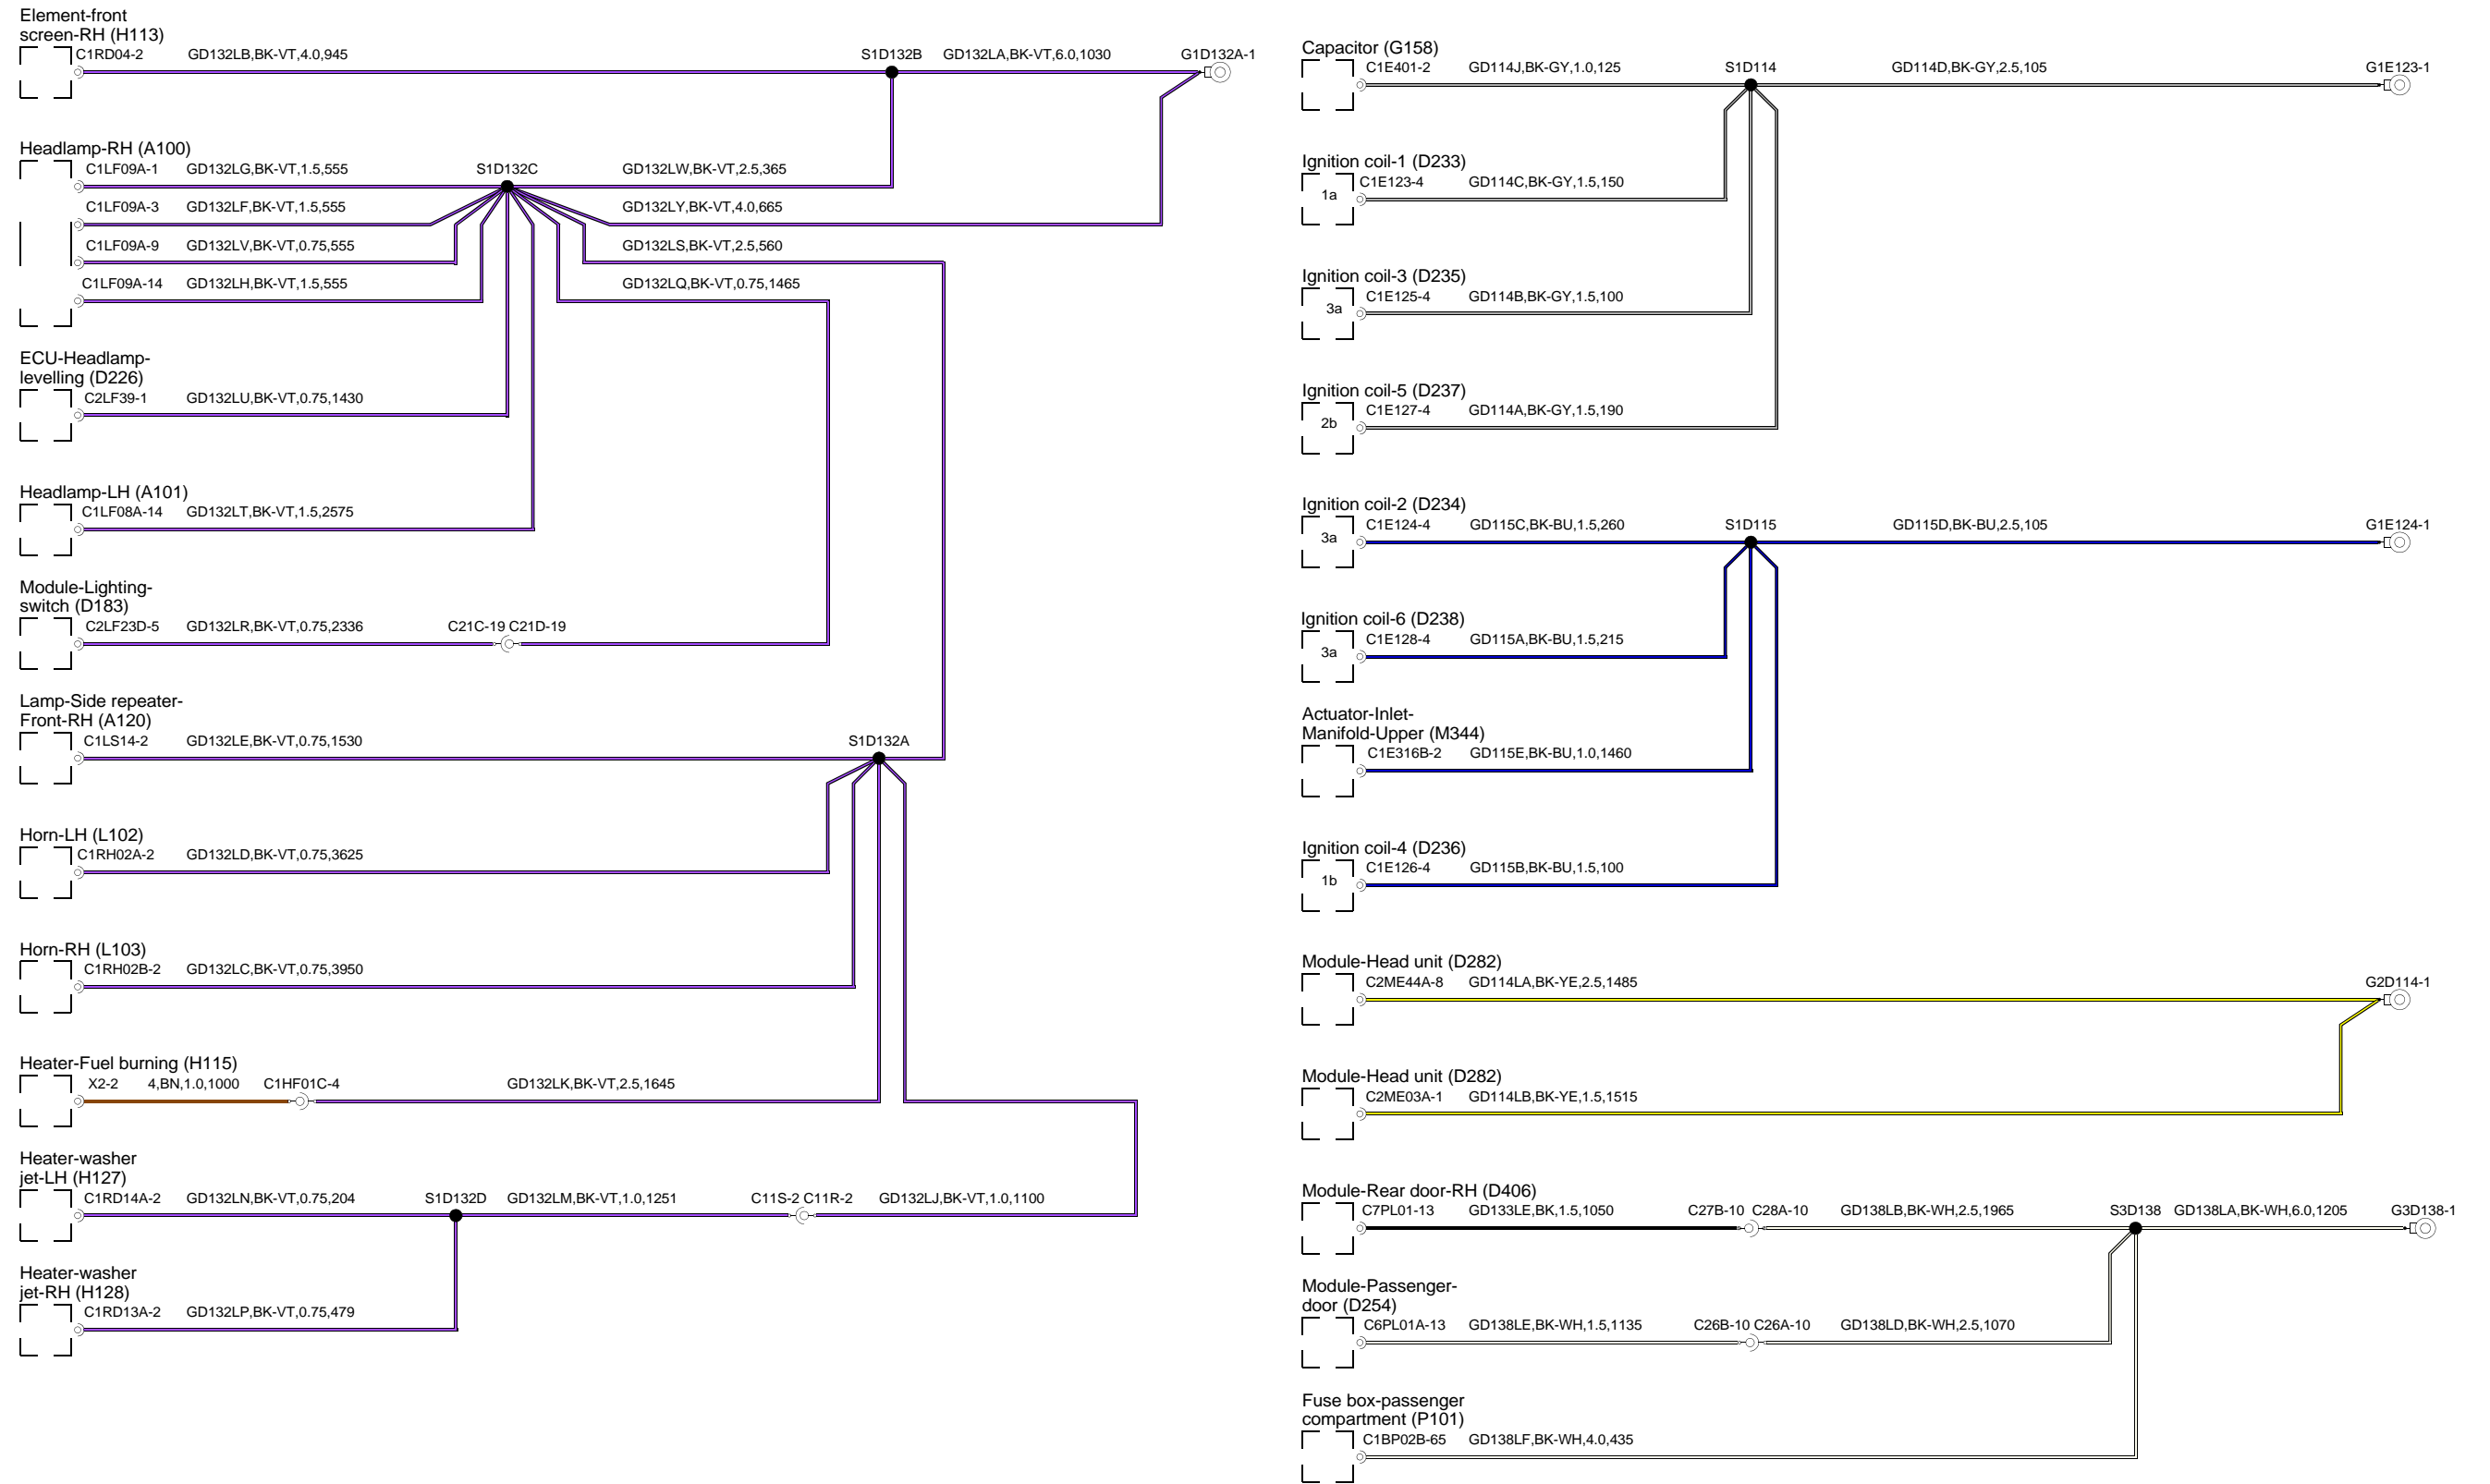 Element-front
screen-RH (H113)
C1RD04-2 GD132LB,BK-VT,4.0,945 S1D132B GD132LA,BK-VT,6.0,1030 G1D132A-1
Headlamp-RH (A100)
C1LF09A-1 GD132LG,BK-VT,1.5,555 S1D132C GD132LW,BK-VT,2.5,365
C1LF09A-3 GD132LF,BK-VT,1.5,555 GD132LY,BK-VT,4.0,665
C1LF09A-9 GD132LV,BK-VT,0.75,555 GD132LS,BK-VT,2.5,560
C1LF09A-14 GD132LH,BK-VT,1.5,555 GD132LQ,BK-VT,0.75,1465
ECU-Headlamp-
levelling (D226)
C2LF39-1 GD132LU,BK-VT,0.75,1430
Headlamp-LH (A101)
C1LF08A-14 GD132LT,BK-VT,1.5,2575
Module-Lighting-
switch (D183)
C2LF23D-5 GD132LR,BK-VT,0.75,2336 C21C-19 C21D-19
Lamp-Side repeater-
Front-RH (A120)
C1LS14-2 GD132LE,BK-VT,0.75,1530 S1D132A
Horn-LH (L102)
C1RH02A-2 GD132LD,BK-VT,0.75,3625
Horn-RH (L103)
C1RH02B-2 GD132LC,BK-VT,0.75,3950
Heater-Fuel burning (H115)
X2-2 4,BN,1.0,1000 C1HF01C-4 GD132LK,BK-VT,2.5,1645
Heater-washer
jet-LH (H127)
C1RD14A-2 GD132LN,BK-VT,0.75,204 S1D132D GD132LM,BK-VT,1.0,1251 C11S-2 C11R-2 GD132LJ,BK-VT,1.0,1100
Heater-washer
jet-RH (H128)
C1RD13A-2 GD132LP,BK-VT,0.75,479
Capacitor (G158)
C1E401-2 GD114J,BK-GY,1.0,125 S1D114 GD114D,BK-GY,2.5,105 G1E123-1
Ignition coil-1 (D233)
C1E123-4 GD114C,BK-GY,1.5,150
1a
Ignition coil-3 (D235)
C1E125-4 GD114B,BK-GY,1.5,100
3a
Ignition coil-5 (D237)
C1E127-4 GD114A,BK-GY,1.5,190
2b
Ignition coil-2 (D234)
C1E124-4 GD115C,BK-BU,1.5,260 S1D115 GD115D,BK-BU,2.5,105 G1E124-1
3a
Ignition coil-6 (D238)
C1E128-4 GD115A,BK-BU,1.5,215
3a
Actuator-Inlet-
Manifold-Upper (M344)
C1E316B-2 GD115E,BK-BU,1.0,1460
Ignition coil-4 (D236)
C1E126-4 GD115B,BK-BU,1.5,100
1b
Module-Head unit (D282)
C2ME44A-8 GD114LA,BK-YE,2.5,1485 G2D114-1
Module-Head unit (D282)
C2ME03A-1 GD114LB,BK-YE,1.5,1515
Module-Rear door-RH (D406)
C7PL01-13 GD133LE,BK,1.5,1050 C27B-10 C28A-10 GD138LB,BK-WH,2.5,1965 S3D138 GD138LA,BK-WH,6.0,1205 G3D138-1
Module-Passenger-
door (D254)
C6PL01A-13 GD138LE,BK-WH,1.5,1135 C26B-10 C26A-10 GD138LD,BK-WH,2.5,1070
Fuse box-passenger
compartment (P101)
C1BP02B-65 GD138LF,BK-WH,4.0,435